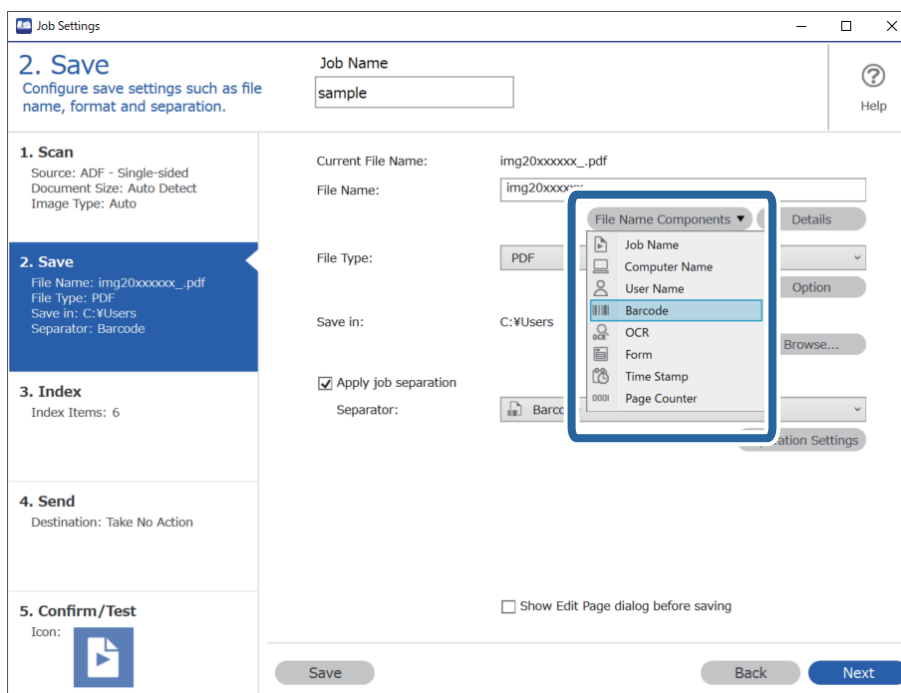 Job Settings
2. Save
Configure save settings such as file
name, format and separation.
Job Name
sample
Help
1. Scan
Source: ADF - Single-sided
Document Size: Auto Detect
Image Type: Auto
2. Save
File Name: img20xxxxxx_.pdf
File Type: PDF
Save in: C:¥Users
Separator: Barcode
3. Index
Index Items: 6
4. Send
Destination: Take No Action
5. Confirm/Test
Icon:
Current File Name: img20xxxxxx_.pdf
File Name: img20xxxxxx
File Name Components Details
Job Name
Computer Name
User Name
Barcode
OCR
Form
Time Stamp
0001 Page Counter
File Type: PDF
Option
Save in: C:¥Users
Browse...
Apply job separation
Separator:
Settings
Show Edit Page dialog before saving
Save
Back
Next